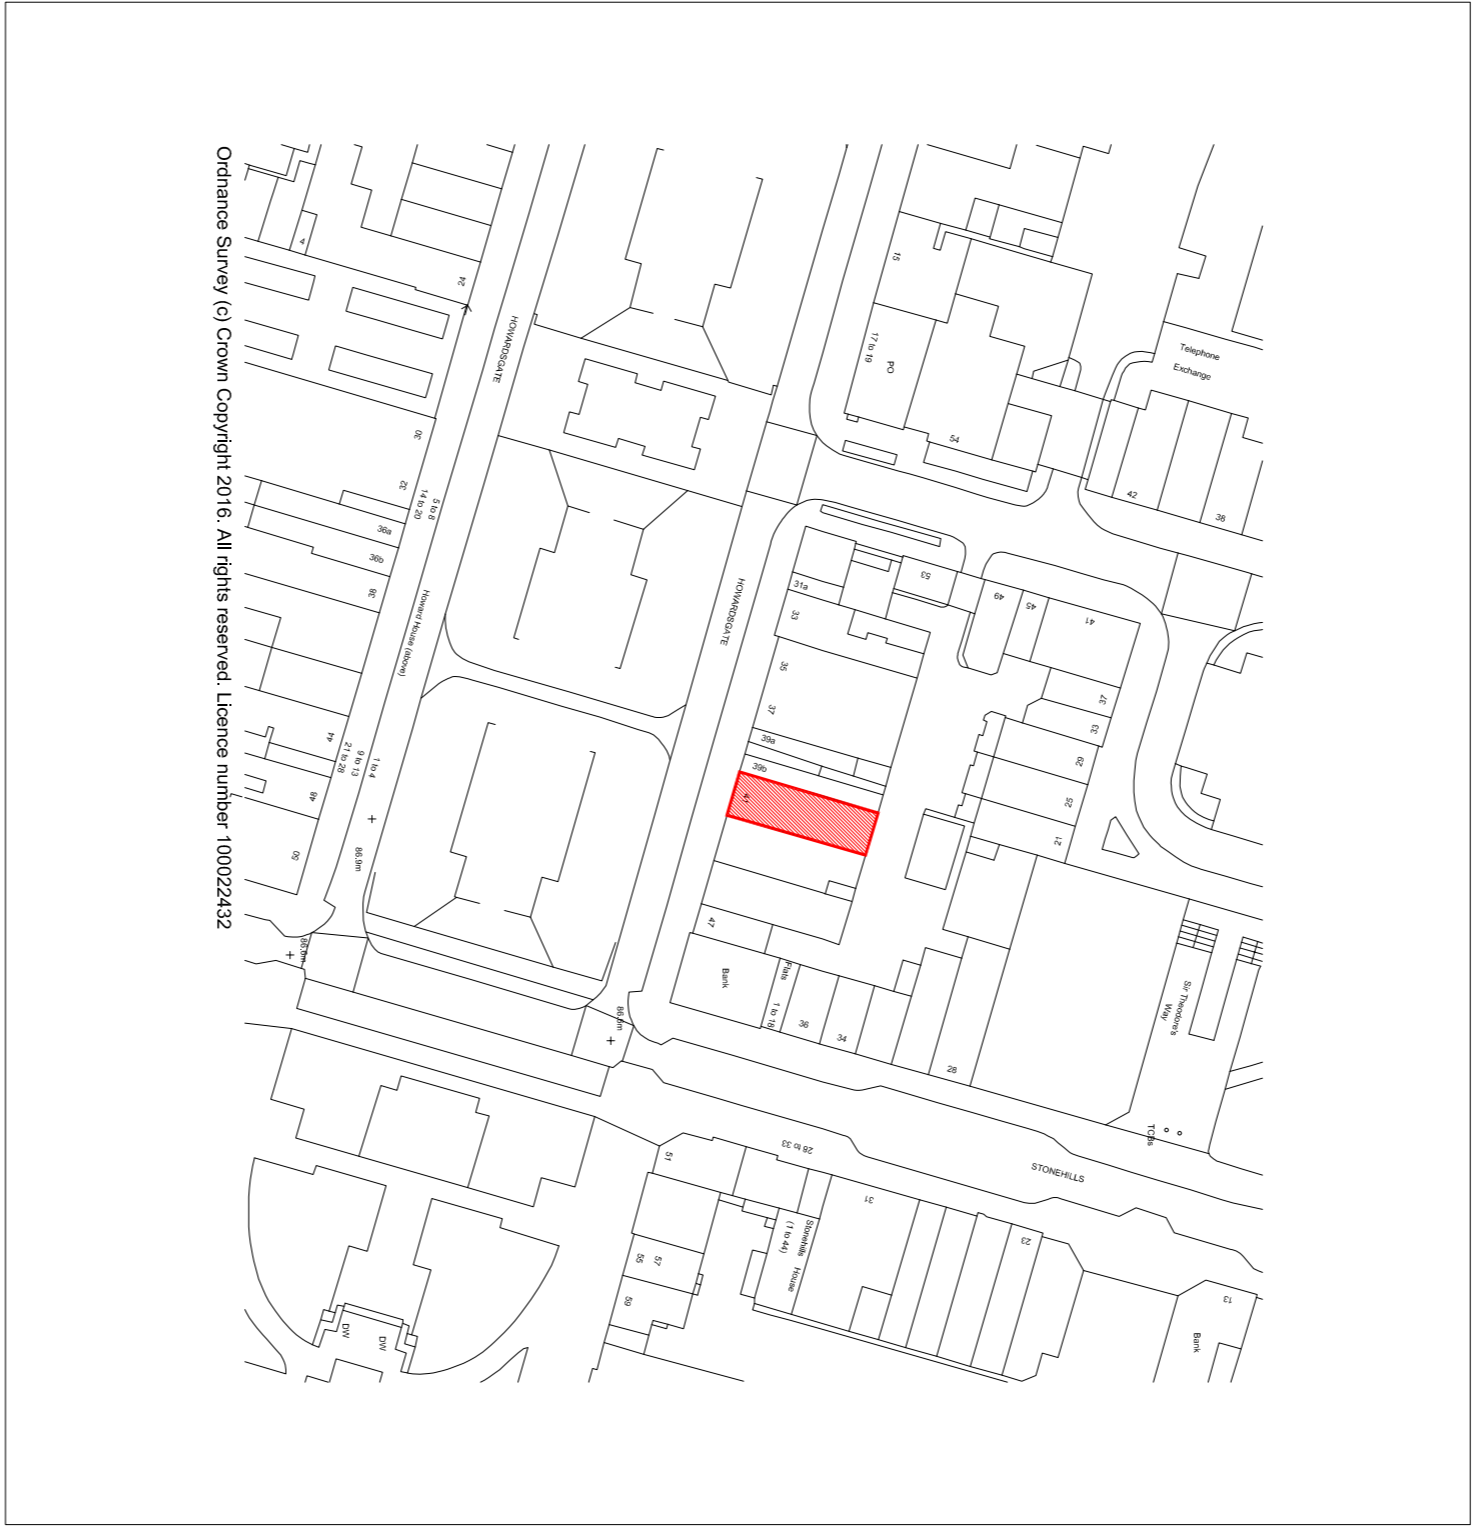 Ordnance Survey (c) Crown Copyright 2016. All rights reserved. Licence number 100022432
4
24
HOWARDSGATE
30
32
5 to 8
14 to 20
36a
36b
38
Howard House (above)
44
1 to 4
9 to 13
21 to 28
48
50
86.9m
86.6m
15
17 to 19
PO
54
Telephone
Exchange
42
38
HOWARDSGATE
31a
33
35
37
39a
39b
41
47
Bank
Flats
1 to 18
36
34
28
53
49
45
41
37
33
29
25
21
Sir Theodore's
Way
TCBs
STONEHILLS
86.6m
51
28 to 33
31
23
13
Bank
Stonehills House
(1 to 44)
57
55
59
DW
DW